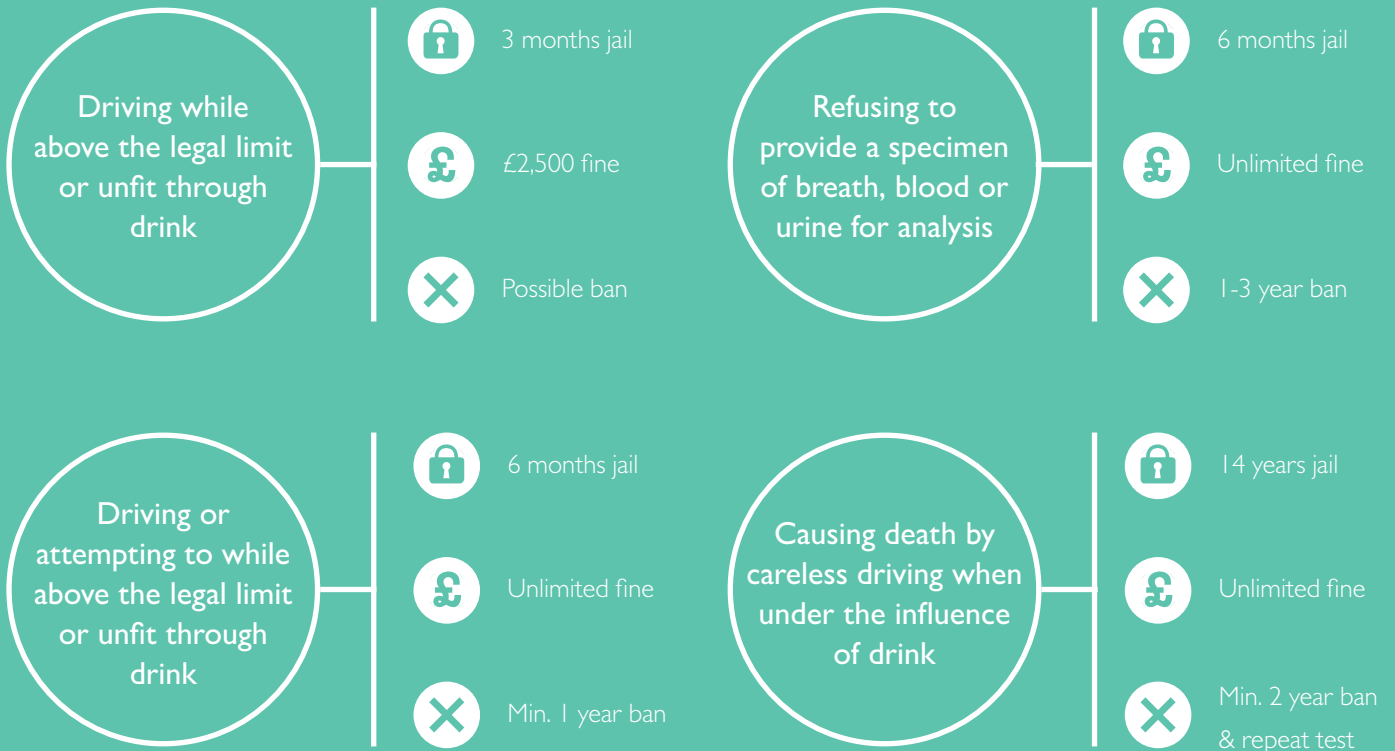 Driving while
above the legal limit
or unfit through
drink
3 months jail
£2,500 fine
Possible ban
Refusing to
provide a specimen
of breath, blood or
urine for analysis
6 months jail
Unlimited fine
1-3 year ban
Driving or
attempting to while
above the legal limit
or unfit through
drink
6 months jail
Unlimited fine
Min. 1 year ban
Causing death by
careless driving when
under the influence
of drink
14 years jail
Unlimited fine
Min. 2 year ban
& repeat test